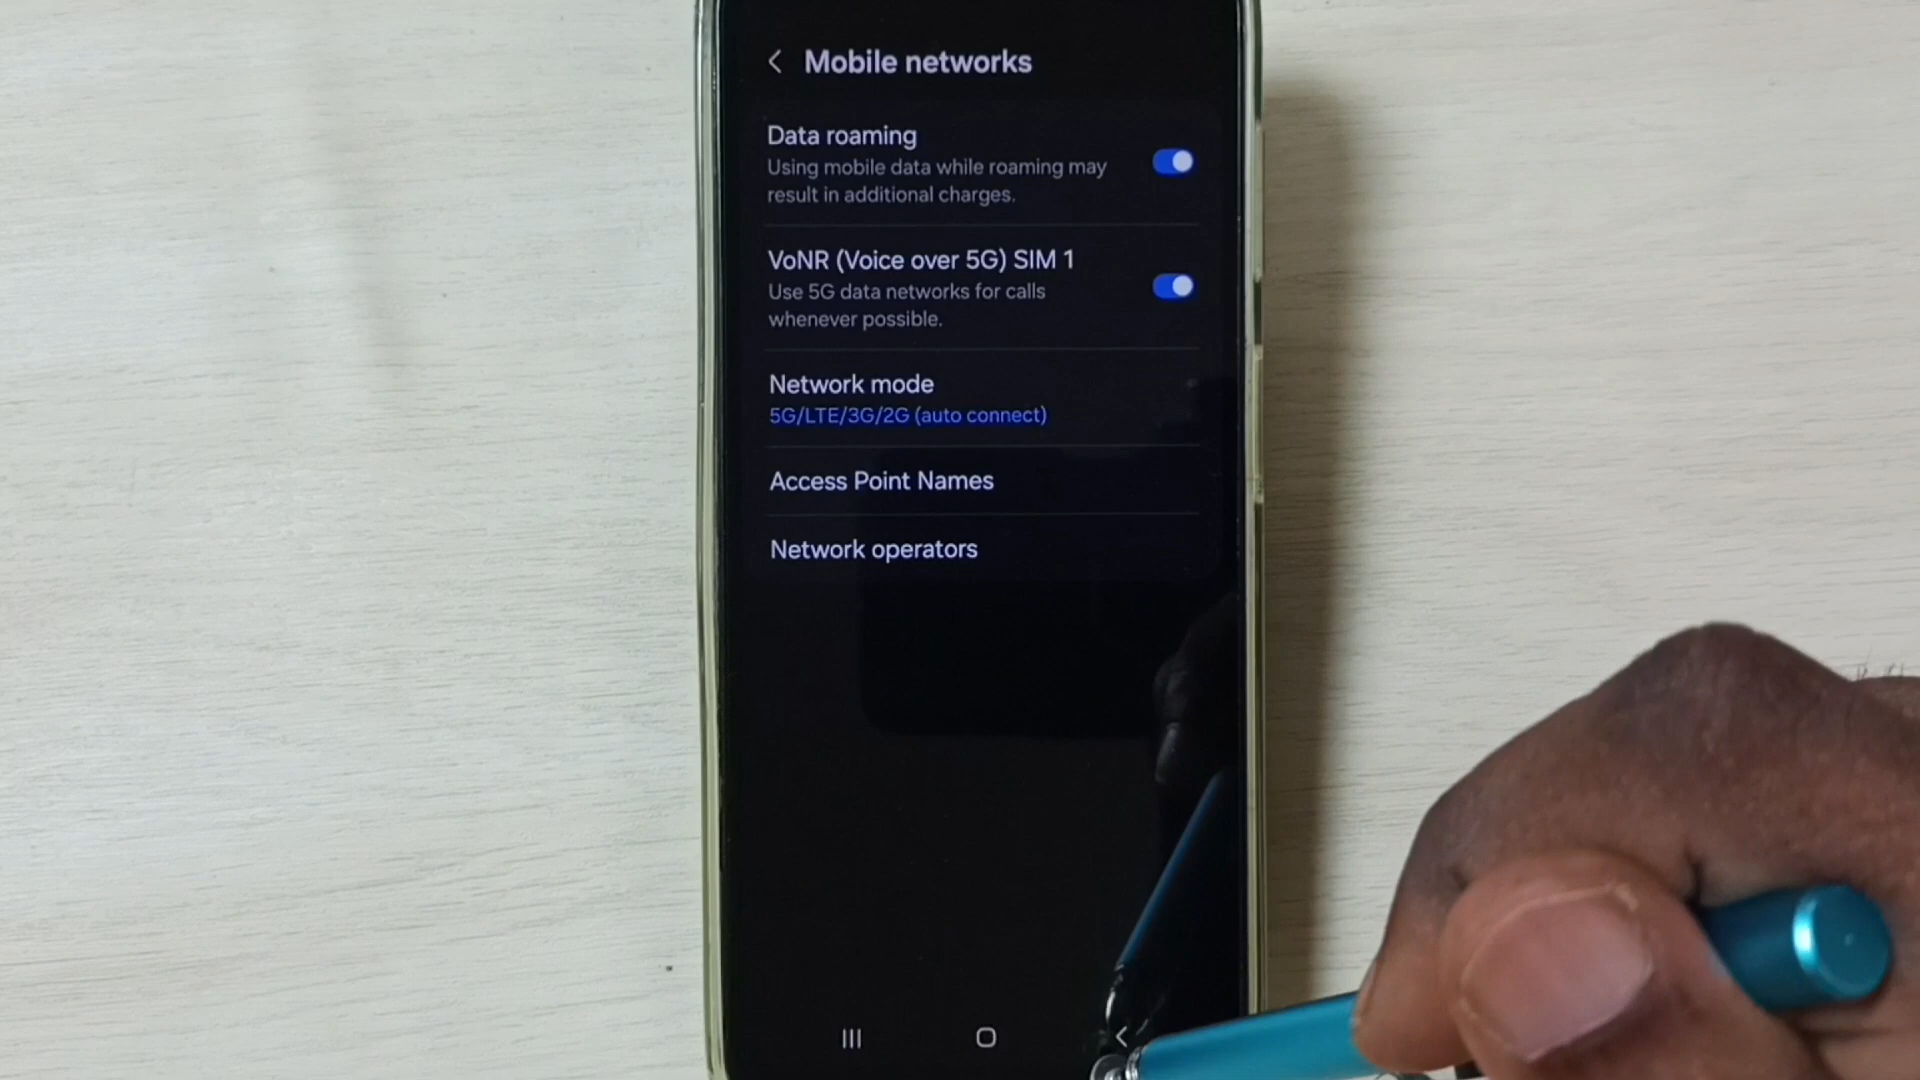 Mobile networks
Data roaming
Using mobile data while roaming may
result in additional charges.
VoNR (Voice over 5G) SIM 1
Use 5G data networks for calls
whenever possible.
Network mode
5G/LTE/3G/2G (auto connect)
Access Point Names
Network operators